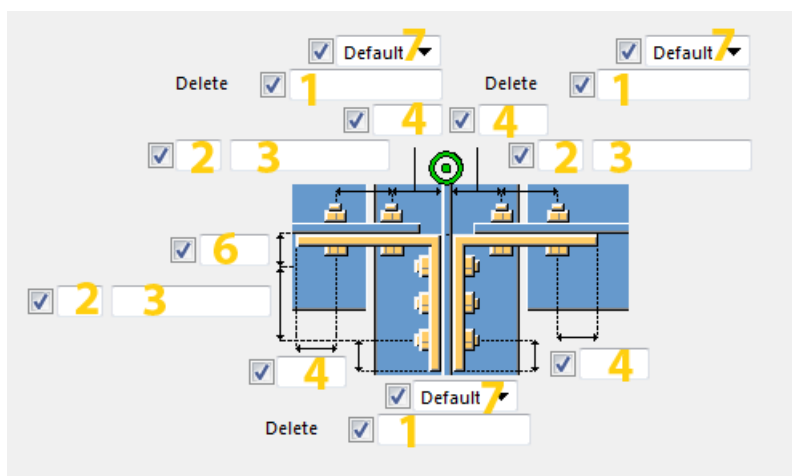 7 Default 7 Default
Delete 1 Delete 1
4 4
2 3 2 3
6
2 3
4 4
7 Default
Delete 1